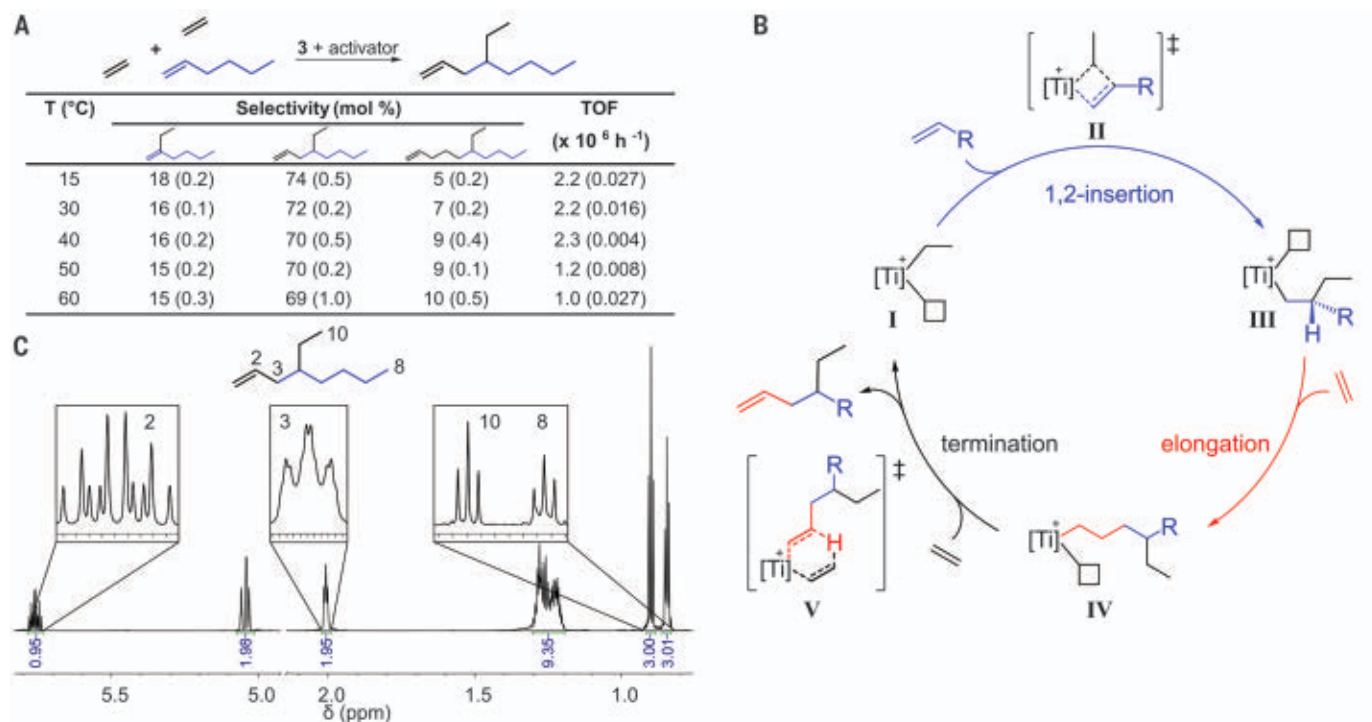 A
+
+
3 + activator
T (°C) Selectivity (mol %) TOF
(x 10 6 h -1)
15 18 (0.2) 74 (0.5) 5 (0.2) 2.2 (0.027)
30 16 (0.1) 72 (0.2) 7 (0.2) 2.2 (0.016)
40 16 (0.2) 70 (0.5) 9 (0.4) 2.3 (0.004)
50 15 (0.2) 70 (0.2) 9 (0.1) 1.2 (0.008)
60 15 (0.3) 69 (1.0) 10 (0.5) 1.0 (0.027)
B
‡
+
[Ti] R
II
R
1,2-insertion
+
[Ti]
I
+
[Ti]
R
H
III
elongation
+
[Ti] R
IV
termination
R
R ‡
H
+
[Ti]
V
C
10
2
3
8
2
3
10 8
0.95 1.98 1.95 9.35 3.00 3.01
5.5 5.0 2.0 1.5 1.0
δ (ppm)